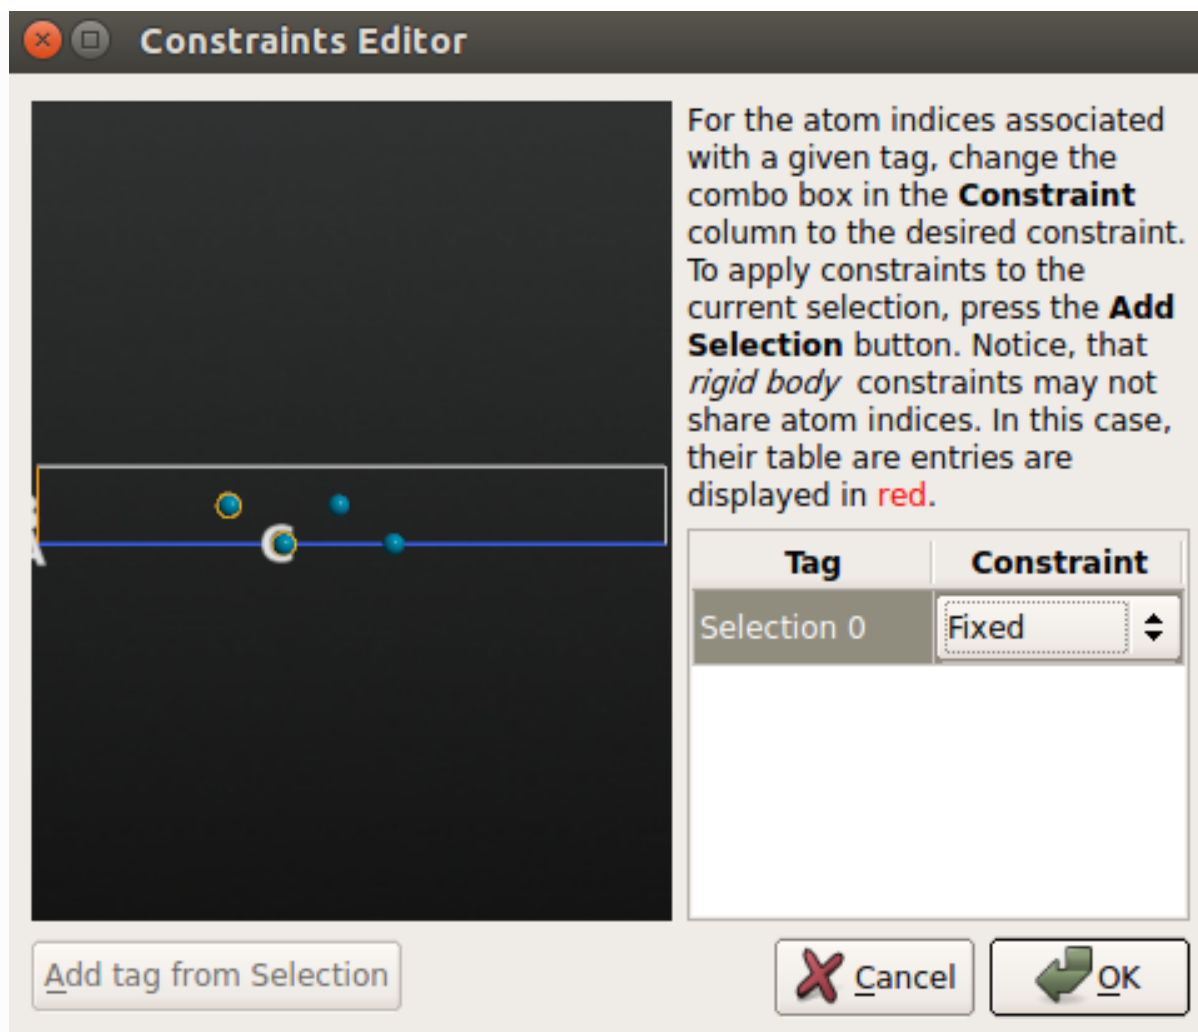 Constraints Editor
For the atom indices associated
with a given tag, change the
combo box in the Constraint
column to the desired constraint.
To apply constraints to the
current selection, press the Add
Selection button. Notice, that
rigid body constraints may not
share atom indices. In this case,
their table are entries are
displayed in red.
C
A
Tag Constraint
Selection 0 Fixed
Add tag from Selection
Cancel
OK